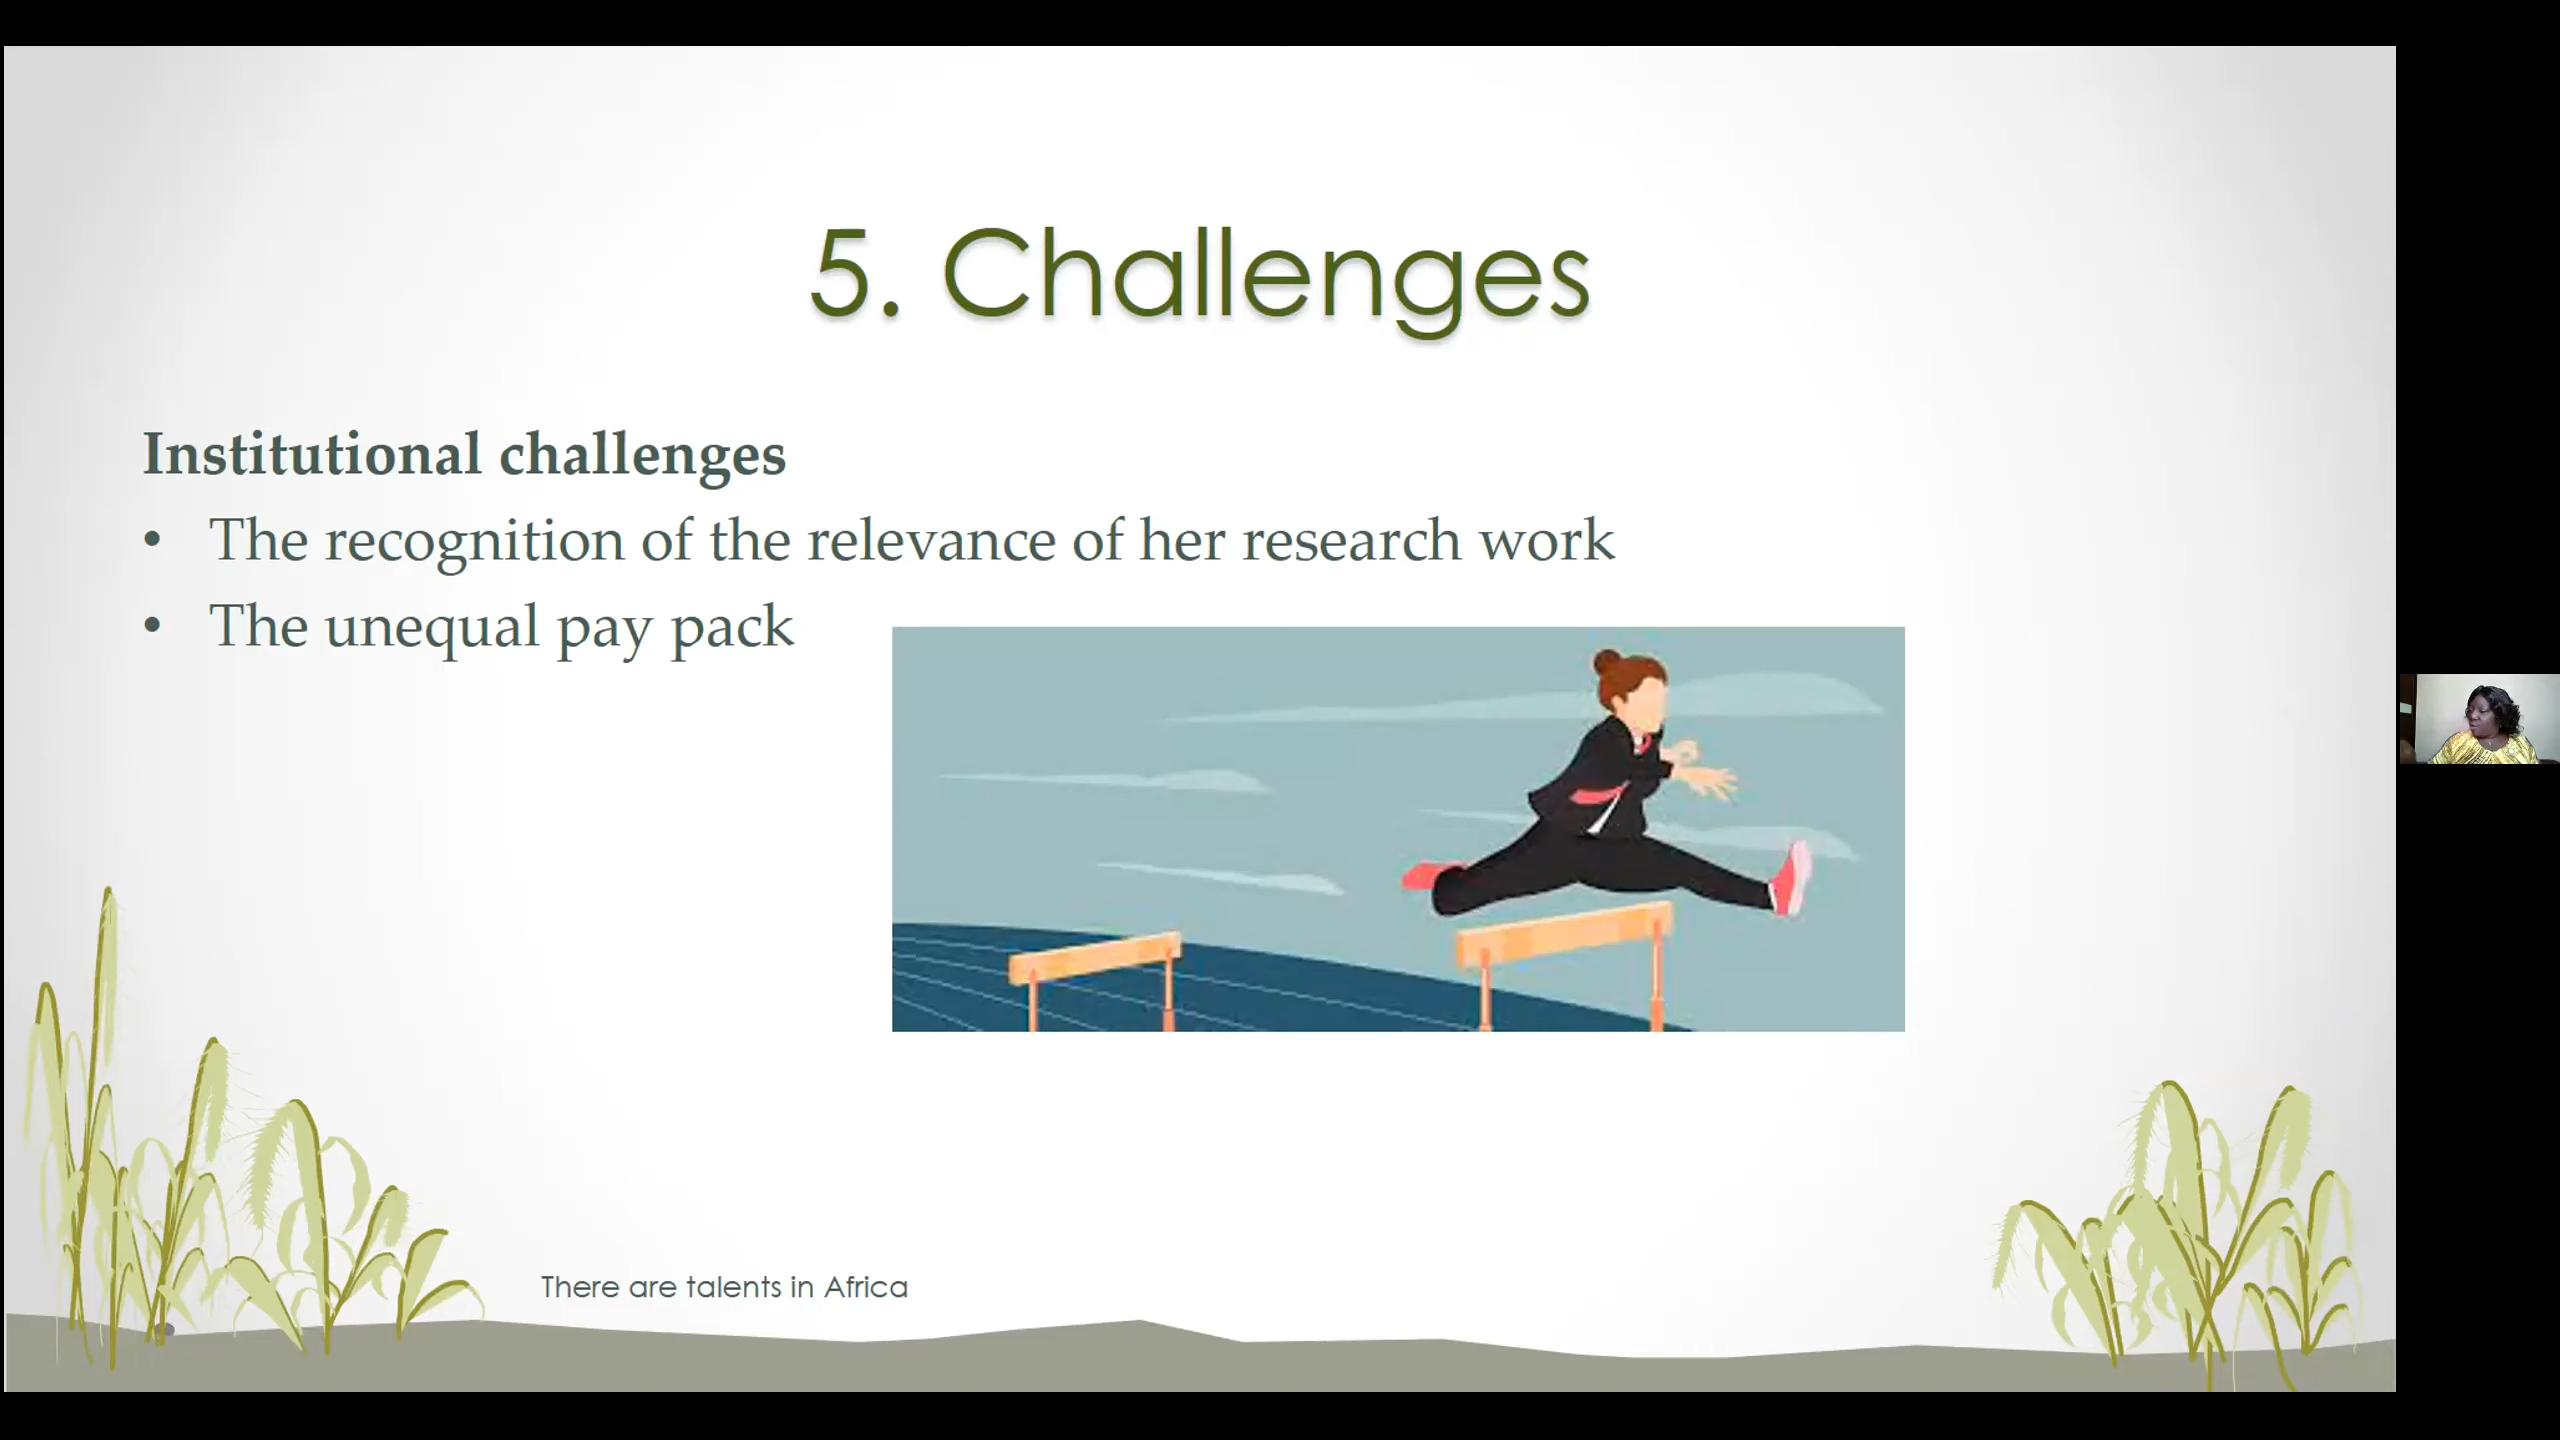 5. Challenges
Institutional challenges
• The recognition of the relevance of her research work
• The unequal pay pack
There are talents in Africa